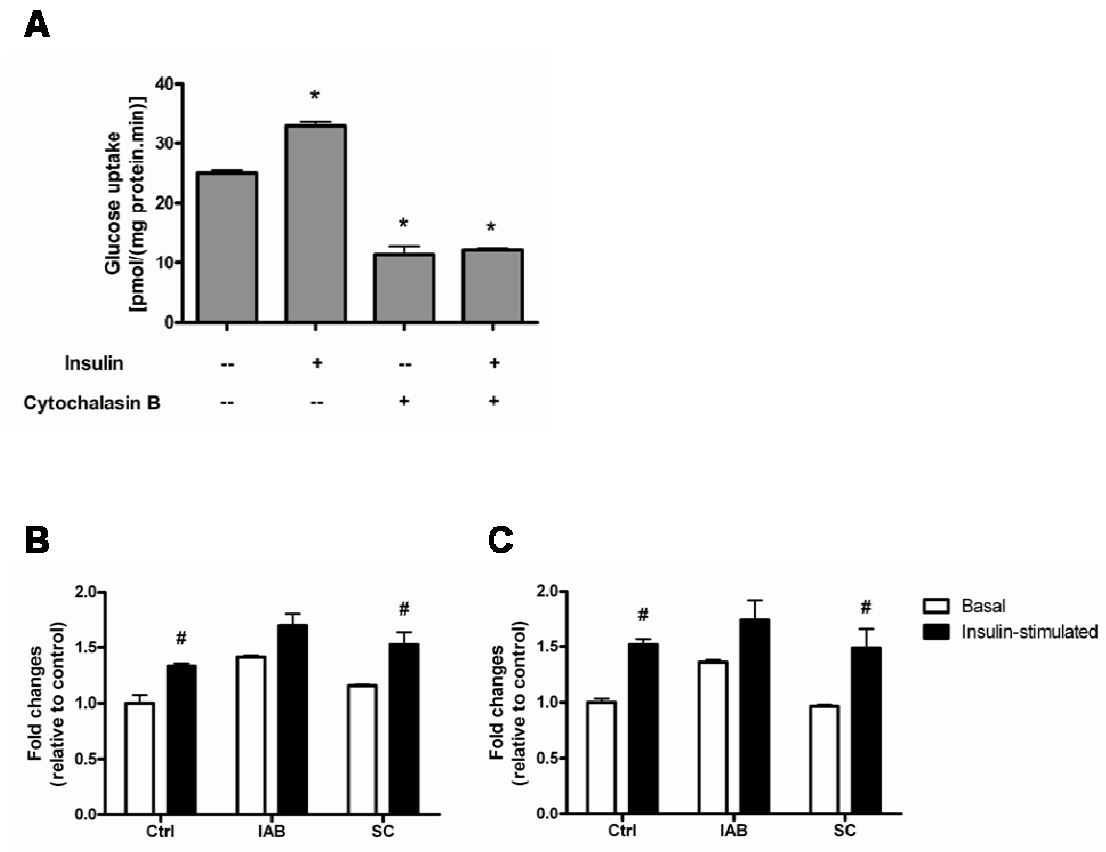 A
Glucose uptake
[pmol/(mg protein.min)]
40
30
20
10
0
*
*
*
*
Insulin -- + -- +
Cytochalasin B -- -- + +
B
Fold changes
(relative to control)
2.0
1.5
1.0
0.5
0.0
#
#
Ctrl IAB SC
C
Fold changes
(relative to control)
2.0
1.5
1.0
0.5
0.0
#
#
Ctrl IAB SC
Basal
Insulin-stimulated